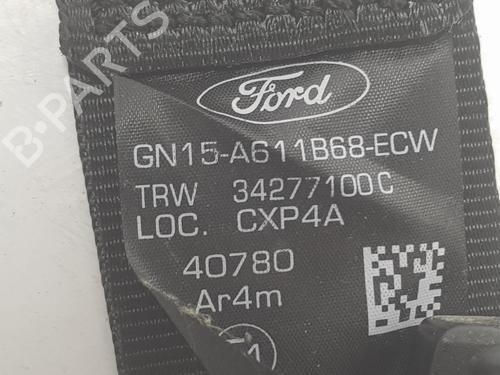 B-PARTS
Ford
GN15-A611B68-ECW
TRW 34277100C
LOC. CXP4A
40780
Ar4m